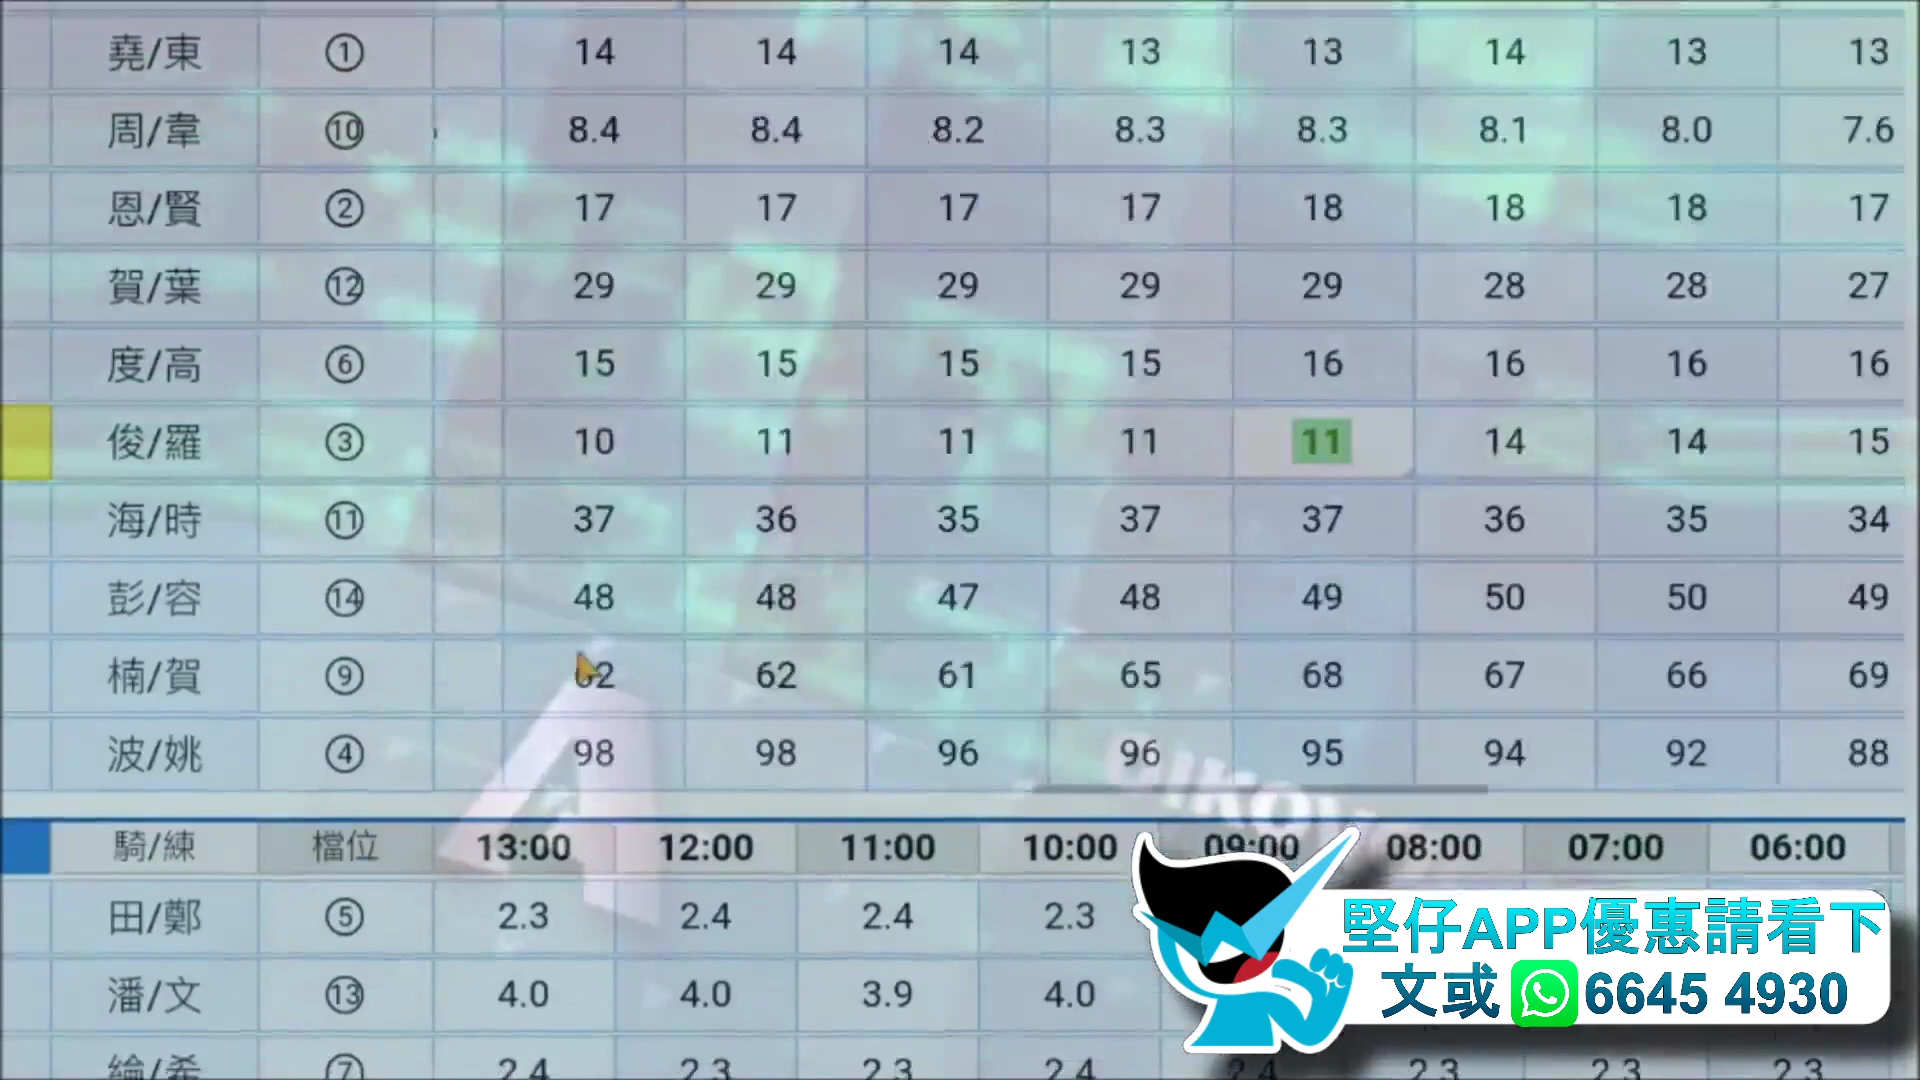 堯/東 ① 14 14 14 13 13 14 13 13
周/韋 ⑩ 8.4 8.4 8.2 8.3 8.3 8.1 8.0 7.6
恩/賢 ② 17 17 17 17 18 18 18 17
賀/葉 ⑫ 29 29 29 29 29 28 28 27
度/高 ⑥ 15 15 15 15 16 16 16 16
俊/羅 ③ 10 11 11 11 11 14 14 15
海/時 ⑪ 37 36 35 37 37 36 35 34
彭/容 ⑭ 48 48 47 48 49 50 50 49
楠/賀 ⑨ 62 62 61 65 68 67 66 69
波/姚 ④ 98 98 96 96 95 94 92 88
騎/練 檔位 13:00 12:00 11:00 10:00 09:00 08:00 07:00 06:00
田/鄭 ⑤ 2.3 2.4 2.4 2.3
潘/文 ⑬ 4.0 4.0 3.9 4.0
綸/希 ⑦ 2.4 2.3 2.3 2.4 2.4 2.3 2.3 2.3
堅仔APP優惠請看下
文或 6645 4930